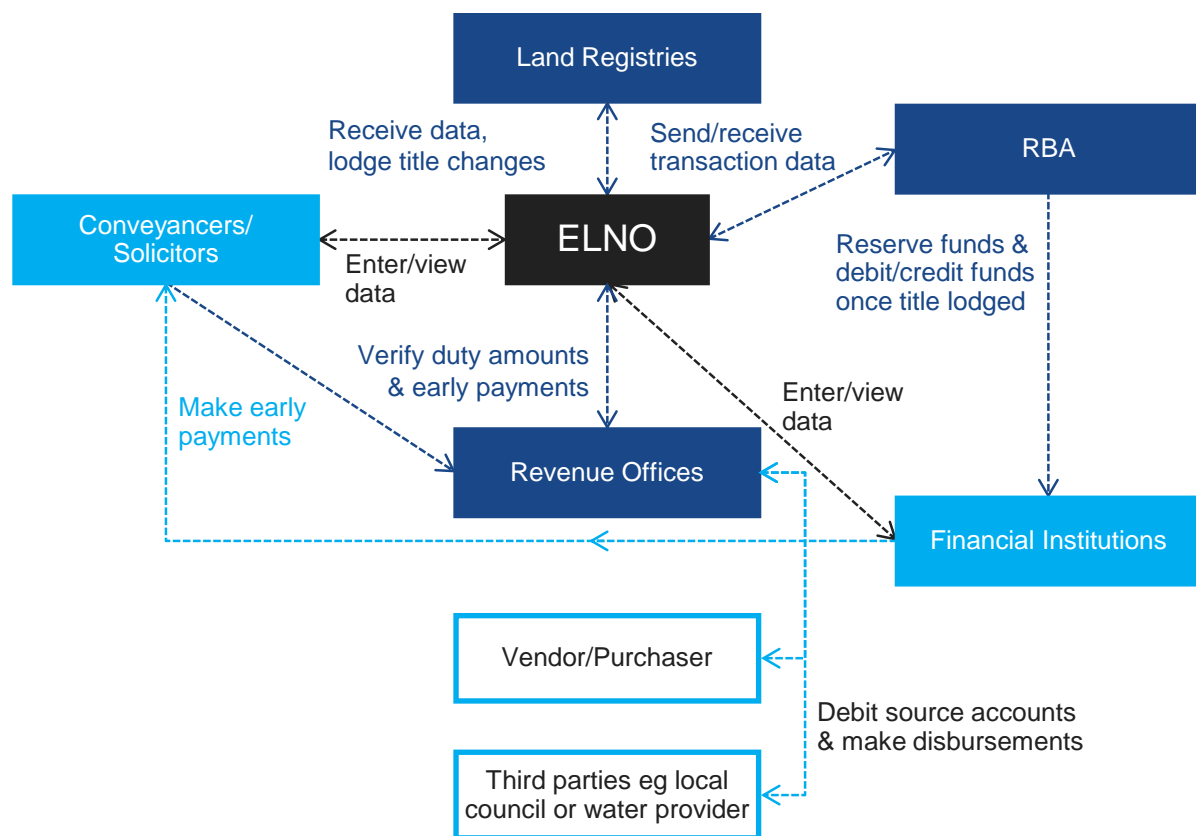 Land Registries
Receive data,
lodge title changes
Send/receive
transaction data
RBA
Conveyancers/
Solicitors
ELNO
Enter/view
data
Reserve funds &
debit/credit funds
once title lodged
Verify duty amounts
& early payments
Enter/view
data
Make early
payments
Revenue Offices
Financial Institutions
Vendor/Purchaser
Debit source accounts
& make disbursements
Third parties eg local
council or water provider